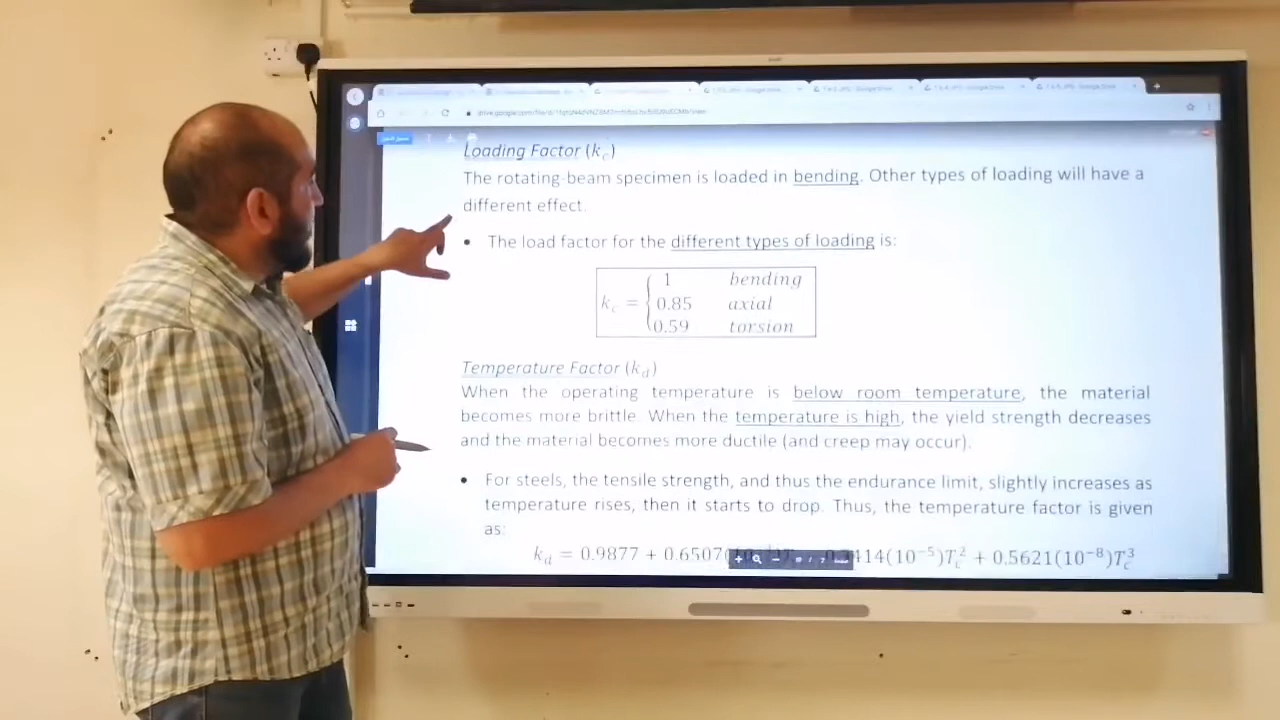 Loading Factor (k_c)
The rotating-beam specimen is loaded in bending. Other types of loading will have a
different effect.
• The load factor for the different types of loading is:
k_c = { 1 bending
0.85 axial
0.59 torsion
Temperature Factor (k_d)
When the operating temperature is below room temperature, the material
becomes more brittle. When the temperature is high, the yield strength decreases
and the material becomes more ductile (and creep may occur).
• For steels, the tensile strength, and thus the endurance limit, slightly increases as
temperature rises, then it starts to drop. Thus, the temperature factor is given
as:
k_d = 0.9877 + 0.6507( 414(10⁻⁵)T_c² + 0.5621(10⁻⁸)T_c³